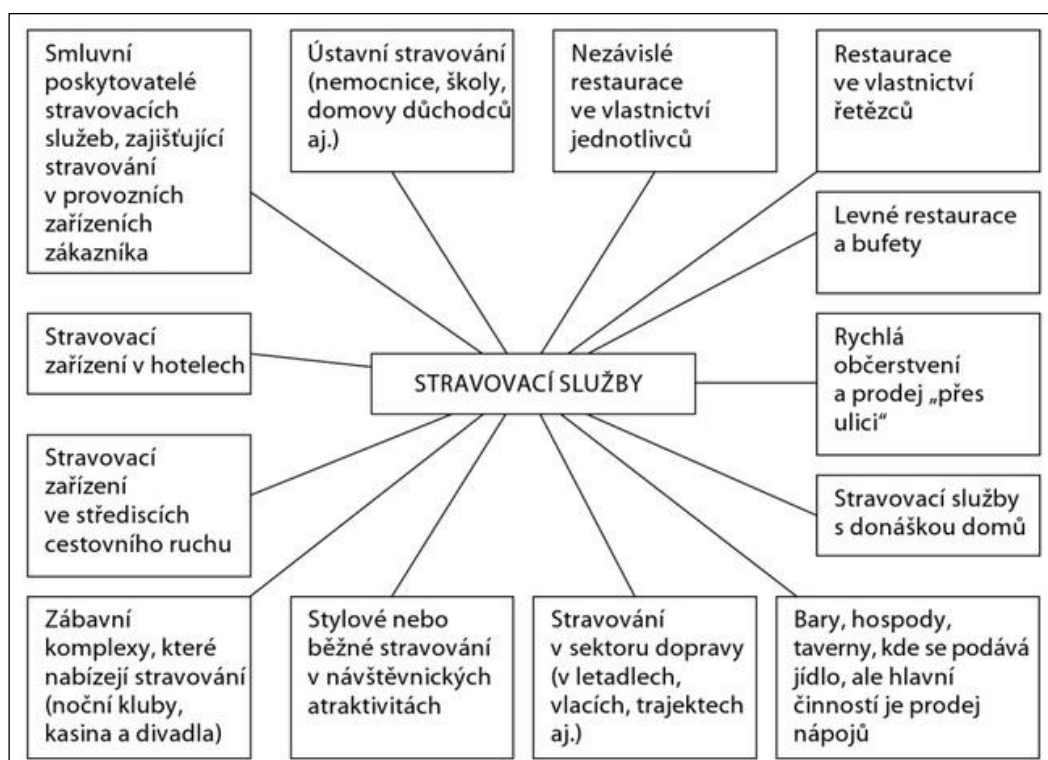 Smluvní
poskytovatelé
stravovacích
služeb, zajišťující
stravování
v provozních
zařízeních
zákazníka
Ústavní stravování
(nemocnice, školy,
domovy důchodců
aj.)
Nezávislé
restaurace
ve vlastnictví
jednotlivců
Restaurace
ve vlastnictví
řetězců
Levné restaurace
a bufety
Stravovací
zařízení v hotelech
STRAVOVACÍ SLUŽBY
Rychlá
občerstvení
a prodej „přes
ulici“
Stravovací
zařízení
ve střediscích
cestovního ruchu
Stravovací služby
s donáškou domů
Zábavní
komplexy, které
nabízejí stravování
(noční kluby,
kasina a divadla)
Stylové nebo
běžné stravování
v návštěvnických
atraktivitách
Stravování
v sektoru dopravy
(v letadlech,
vlacích, trajektech
aj.)
Bary, hospody,
taverny, kde se podává
jídlo, ale hlavní
činností je prodej
nápojů